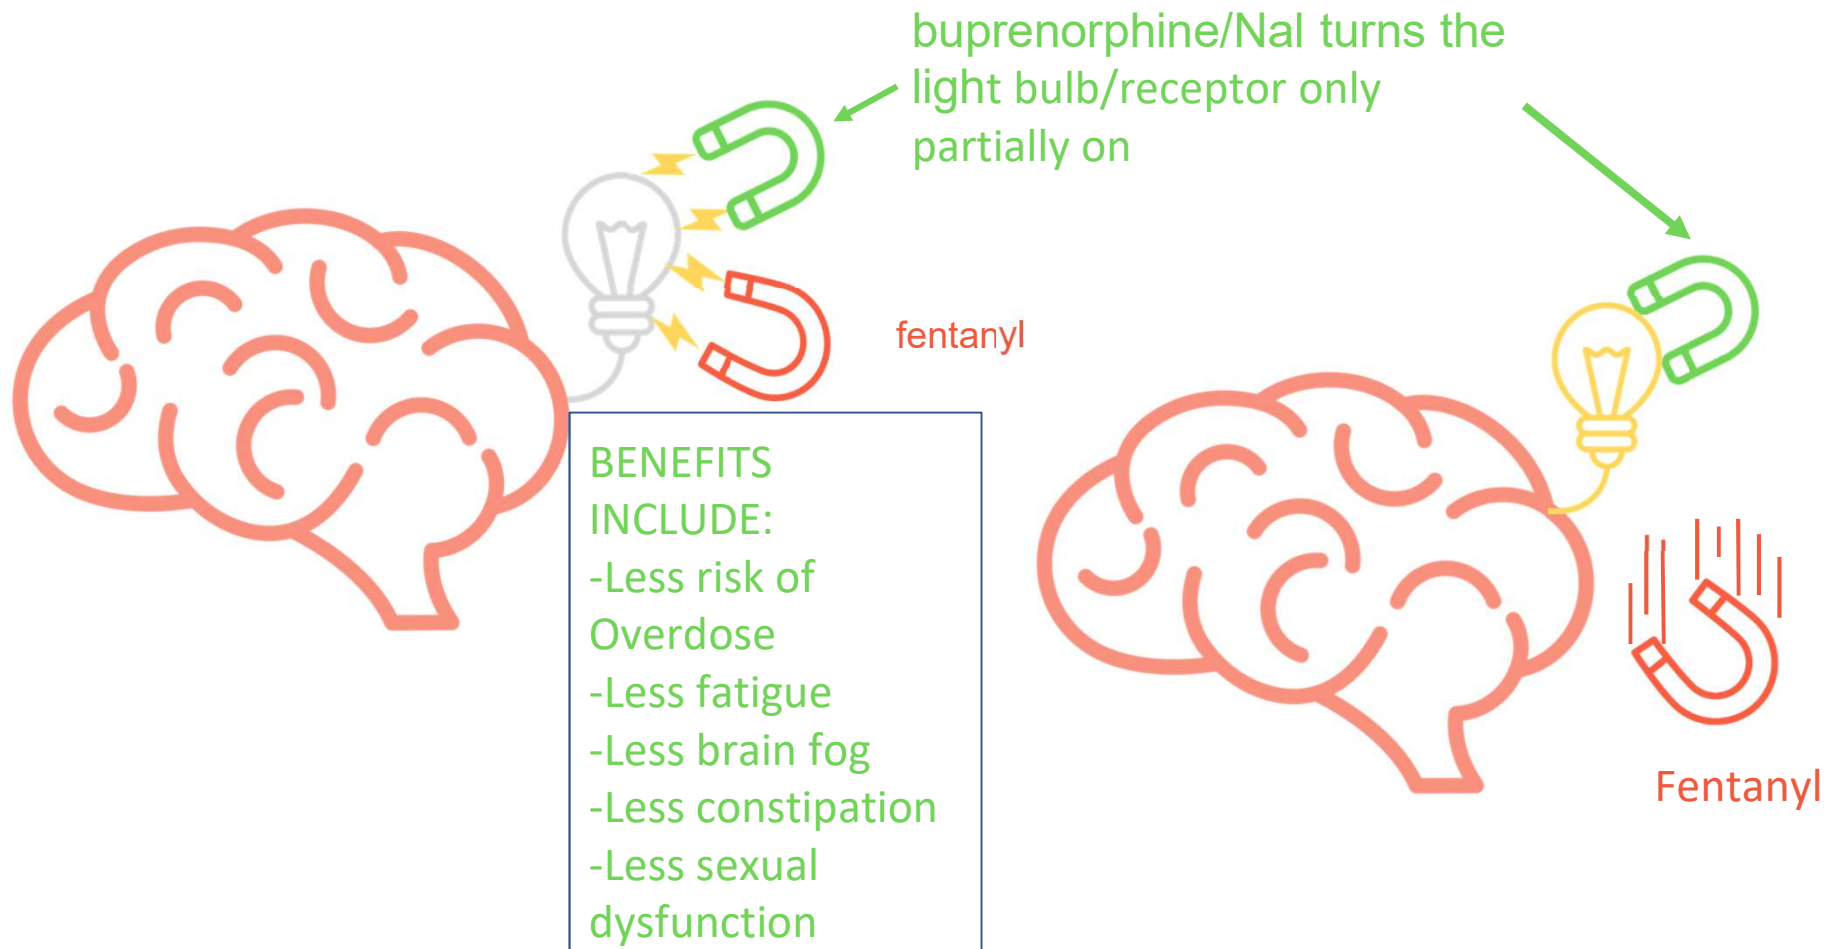 buprenorphine/Nal turns the
light bulb/receptor only
partially on
fentanyl
BENEFITS
INCLUDE:
-Less risk of
Overdose
-Less fatigue
-Less brain fog
-Less constipation
-Less sexual
dysfunction
Fentanyl